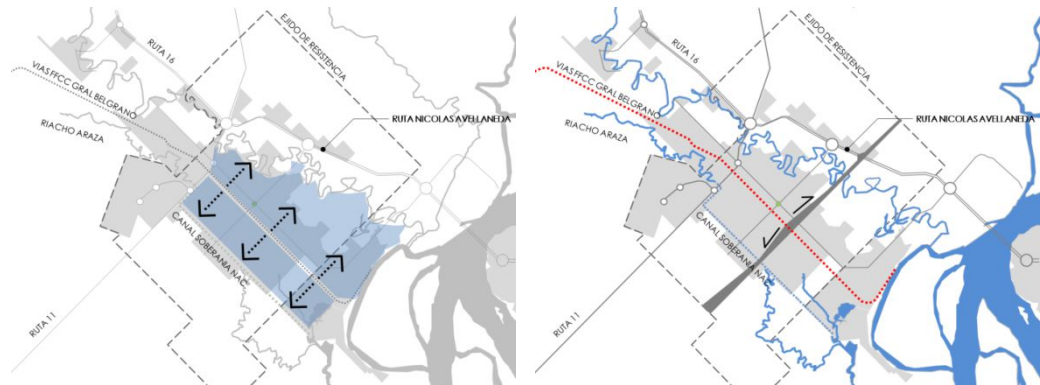 EJIDO DE RESISTENCIA
RUTA 16
VIAS FFCC GRAL BELGRANO
RIACHO ARAZA
RUTA NICOLAS AVELLANEDA
CANAL SOBERANIA NAC.
RUTA 11
EJIDO DE RESISTENCIA
RUTA 16
VIAS FFCC GRAL BELGRANO
RIACHO ARAZA
RUTA NICOLAS AVELLANEDA
CANAL SOBERANIA NAC.
RUTA 11